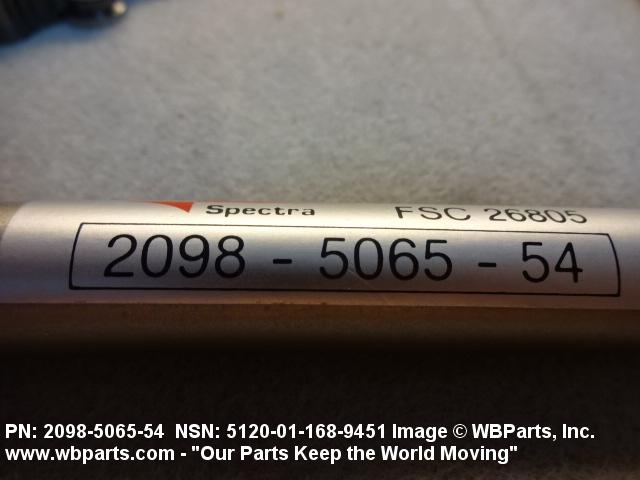 Spectra FSC 26805
2098 - 5065 - 54
PN: 2098-5065-54 NSN: 5120-01-168-9451 Image © WBParts, Inc.
www.wbparts.com - "Our Parts Keep the World Moving"